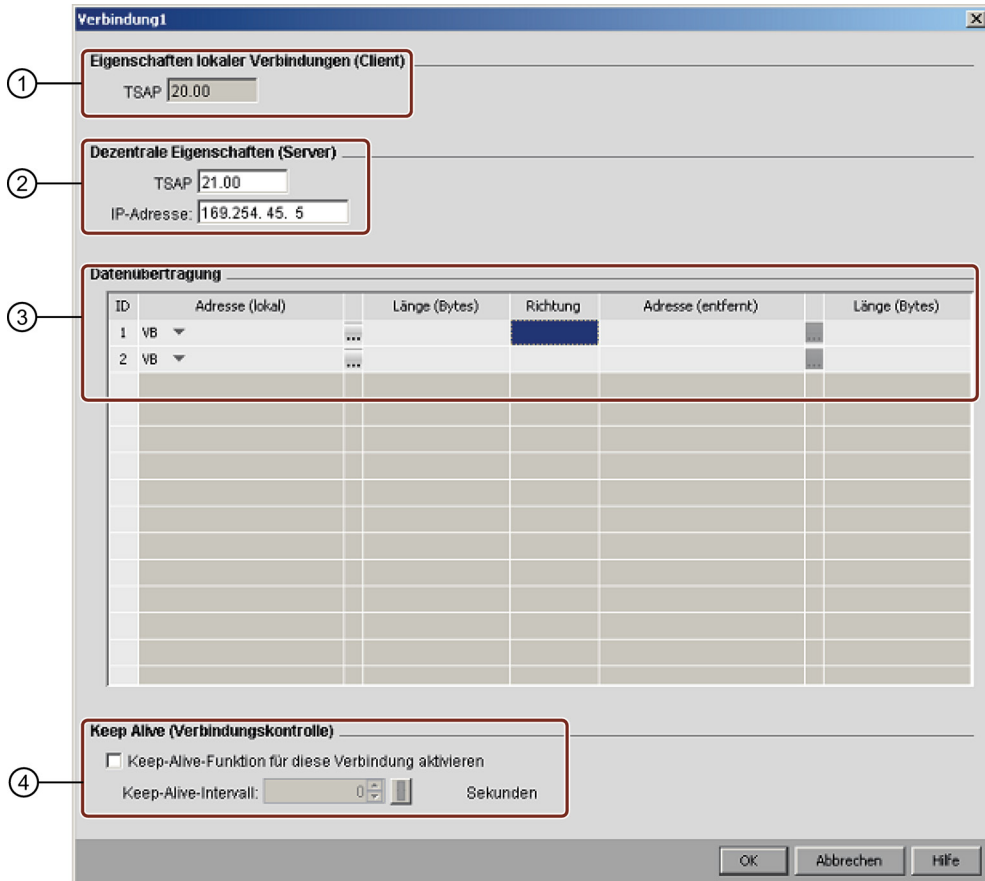 Verbindung1
Eigenschaften lokaler Verbindungen (Client)
1
TSAP 20.00
Dezentrale Eigenschaften (Server)
2
TSAP 21.00
IP-Adresse: 169.254. 45. 5
Datenübertragung
3
ID Adresse (lokal) Länge (Bytes) Richtung Adresse (entfernt) Länge (Bytes)
1 VB ... ...
2 VB ... ...
Keep Alive (Verbindungskontrolle)
Keep-Alive-Funktion für diese Verbindung aktivieren
4
Keep-Alive-Intervall: 0 Sekunden
OK Abbrechen Hilfe